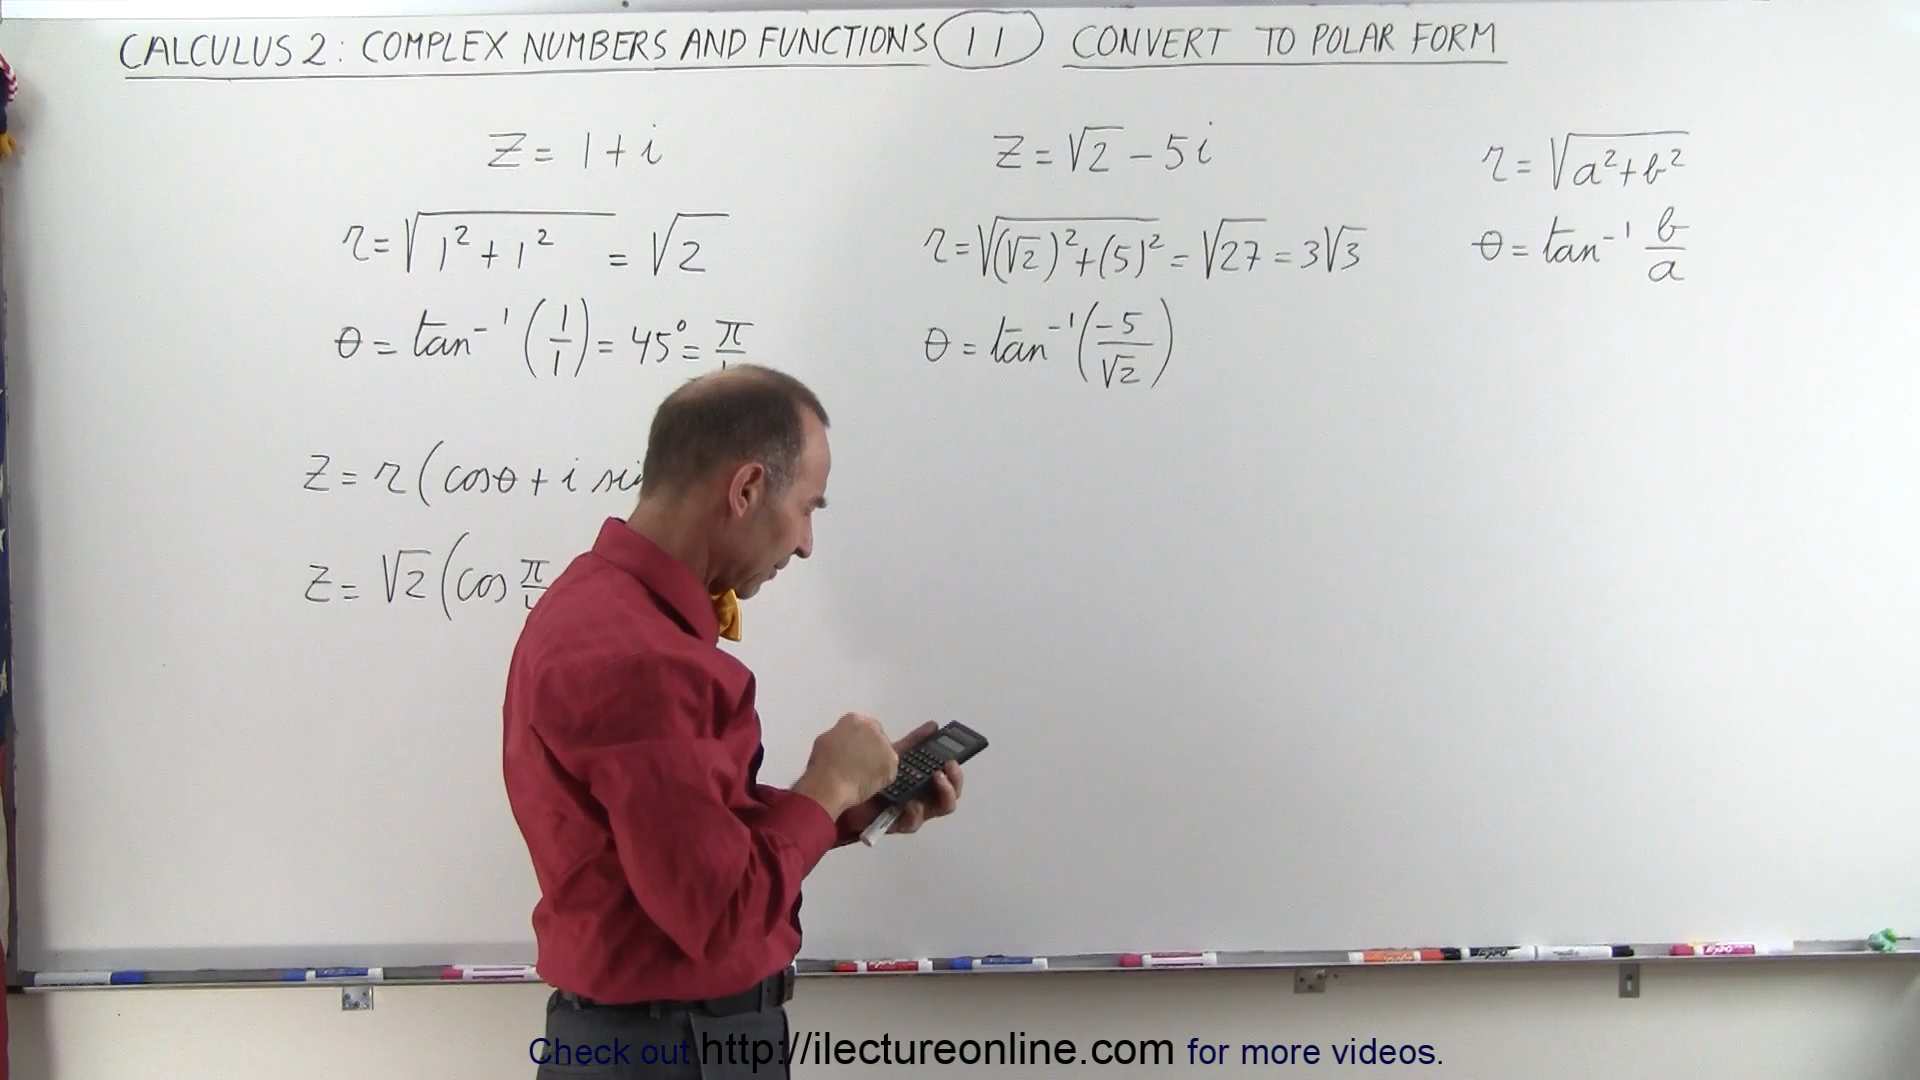 CALCULUS 2: COMPLEX NUMBERS AND FUNCTIONS 11 CONVERT TO POLAR FORM
z = 1 + i
r = √(1² + 1²) = √2
θ = tan⁻¹ (1/1) = 45° = π
z = r (cos θ + i sin
z = √2 (cos π
z = √2 − 5i
r = √((√2)² + (5)²) = √27 = 3√3
θ = tan⁻¹ (−5/√2)
r = √(a² + b²)
θ = tan⁻¹ b/a
Check out http://ilectureonline.com for more videos.